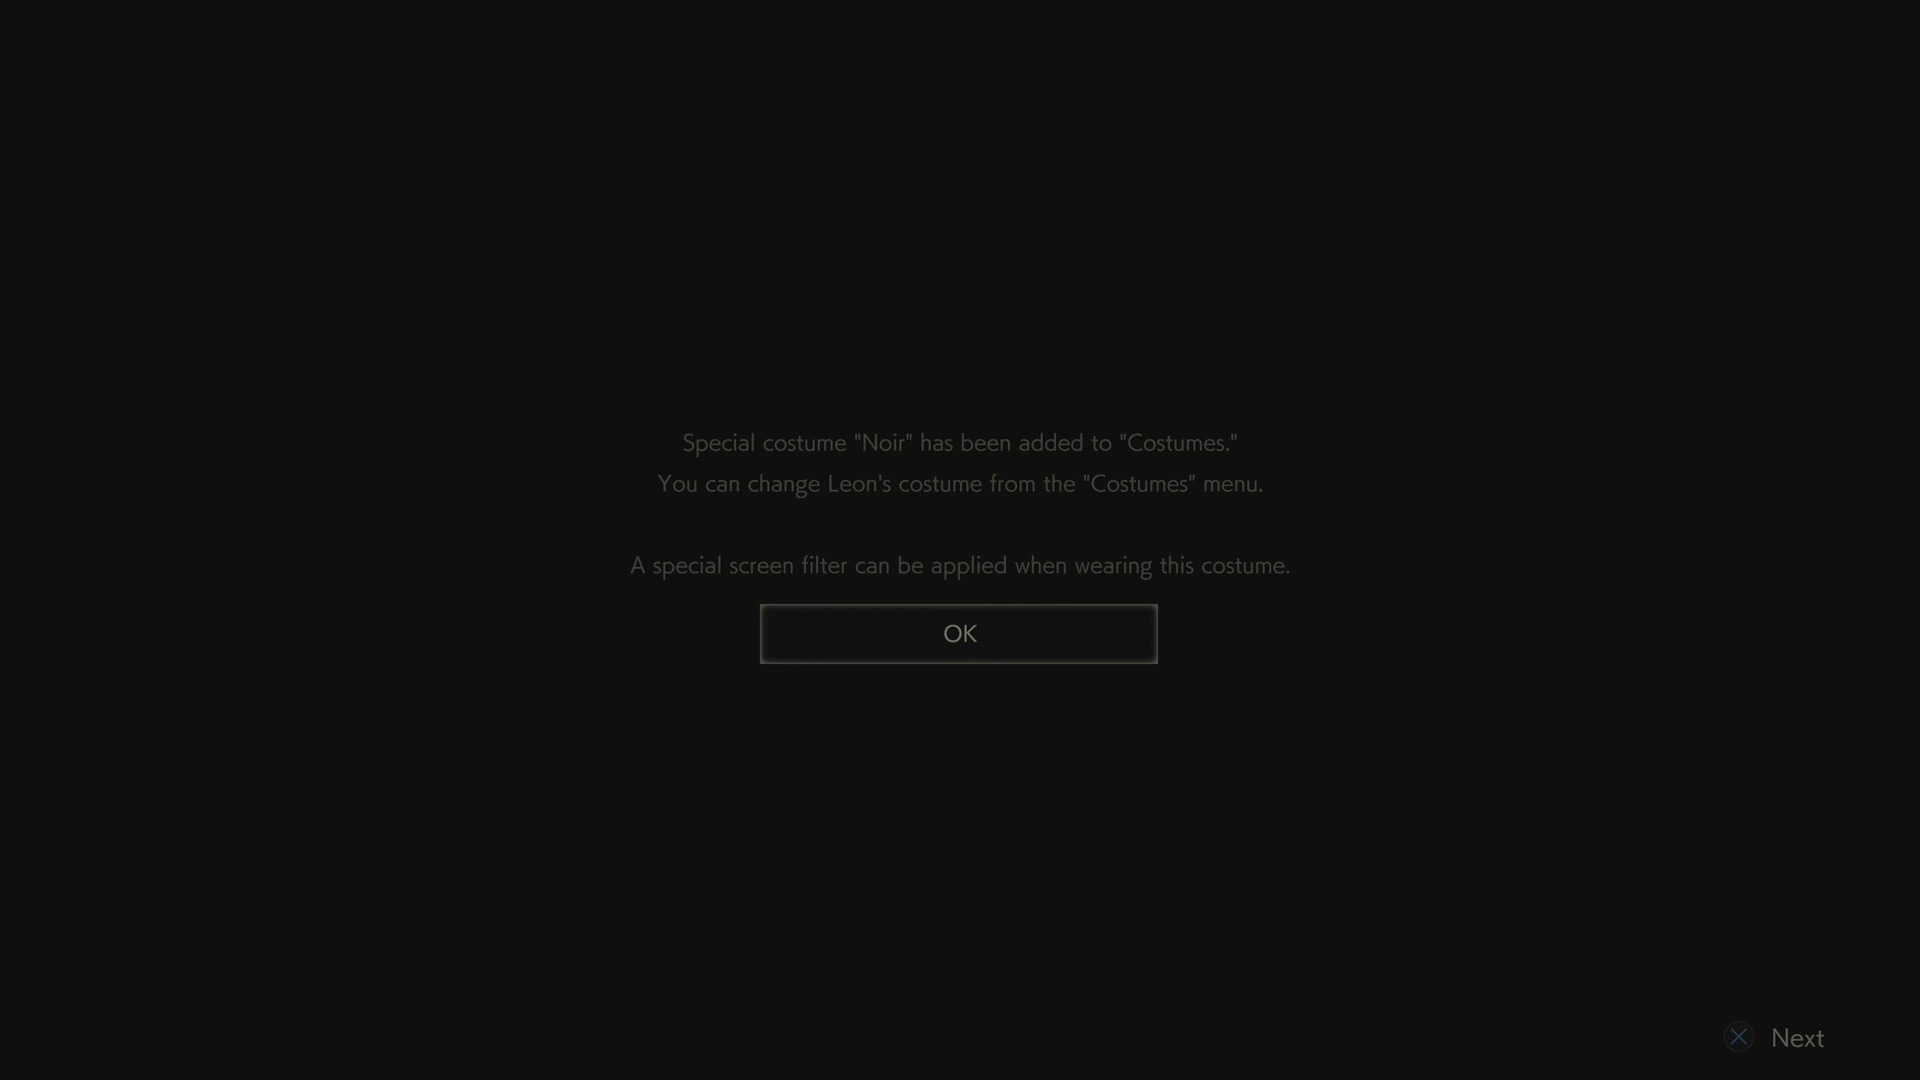 Special costume "Noir" has been added to "Costumes."
You can change Leon's costume from the "Costumes" menu.
A special screen filter can be applied when wearing this costume.
OK
Next